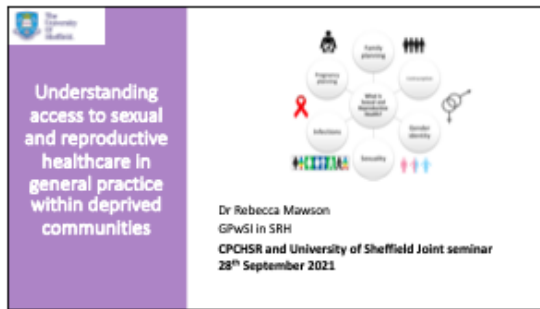 The
University
Of
Sheffield.
Understanding
access to sexual
and reproductive
healthcare in
general practice
within deprived
communities
Family
planning
Pregnancy
planning
What is
Sexual and
Reproductive
Health?
Infections
Gender
identity
Sexuality
Dr Rebecca Mawson
GPwSI in SRH
CPCHSR and University of Sheffield Joint seminar
28th September 2021